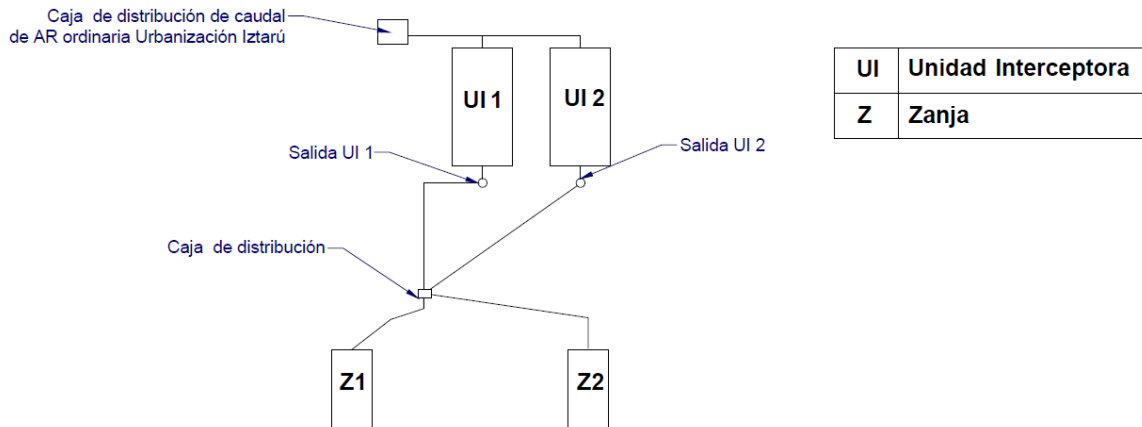 Caja de distribución de caudal
de AR ordinaria Urbanización Iztarú
UI Unidad Interceptora
Z Zanja
UI 1
UI 2
Salida UI 1
Salida UI 2
Caja de distribución
Z1
Z2